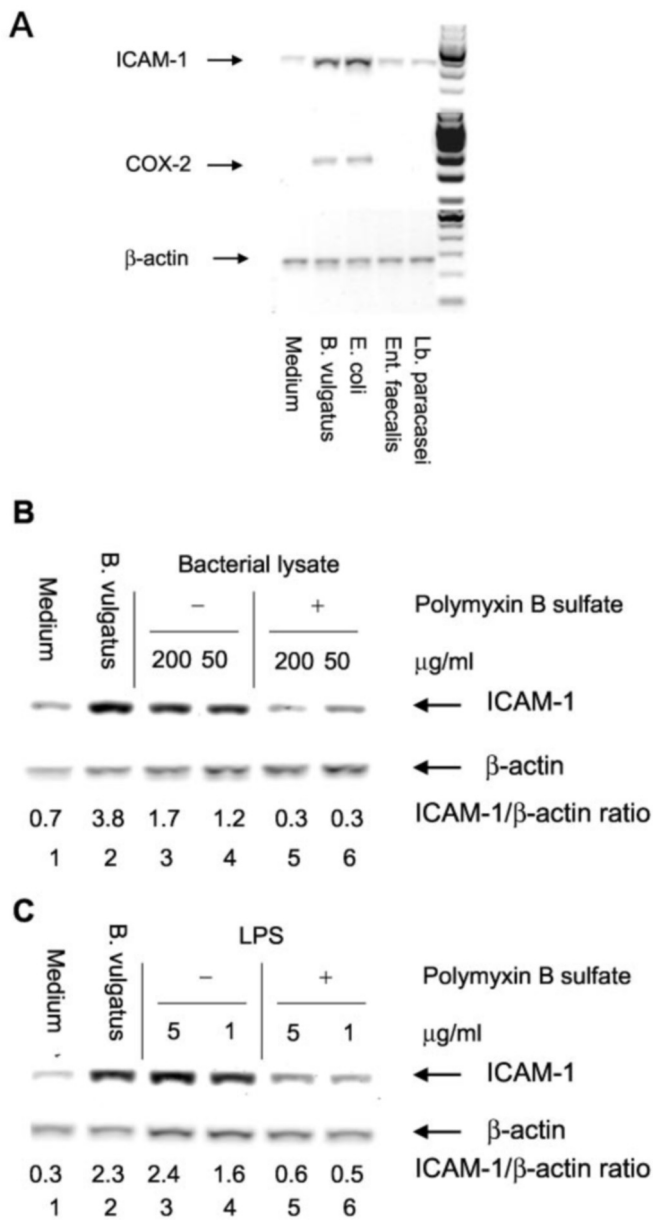 A
ICAM-1
COX-2
β-actin
Medium
B. vulgatus
E. coli
Ent. faecalis
Lb. paracasei
B
Medium
B. vulgatus
Bacterial lysate
− + Polymyxin B sulfate
200 50 200 50 μg/ml
ICAM-1
β-actin
0.7 3.8 1.7 1.2 0.3 0.3 ICAM-1/β-actin ratio
1 2 3 4 5 6
C
Medium
B. vulgatus
LPS
− + Polymyxin B sulfate
5 1 5 1 μg/ml
ICAM-1
β-actin
0.3 2.3 2.4 1.6 0.6 0.5 ICAM-1/β-actin ratio
1 2 3 4 5 6